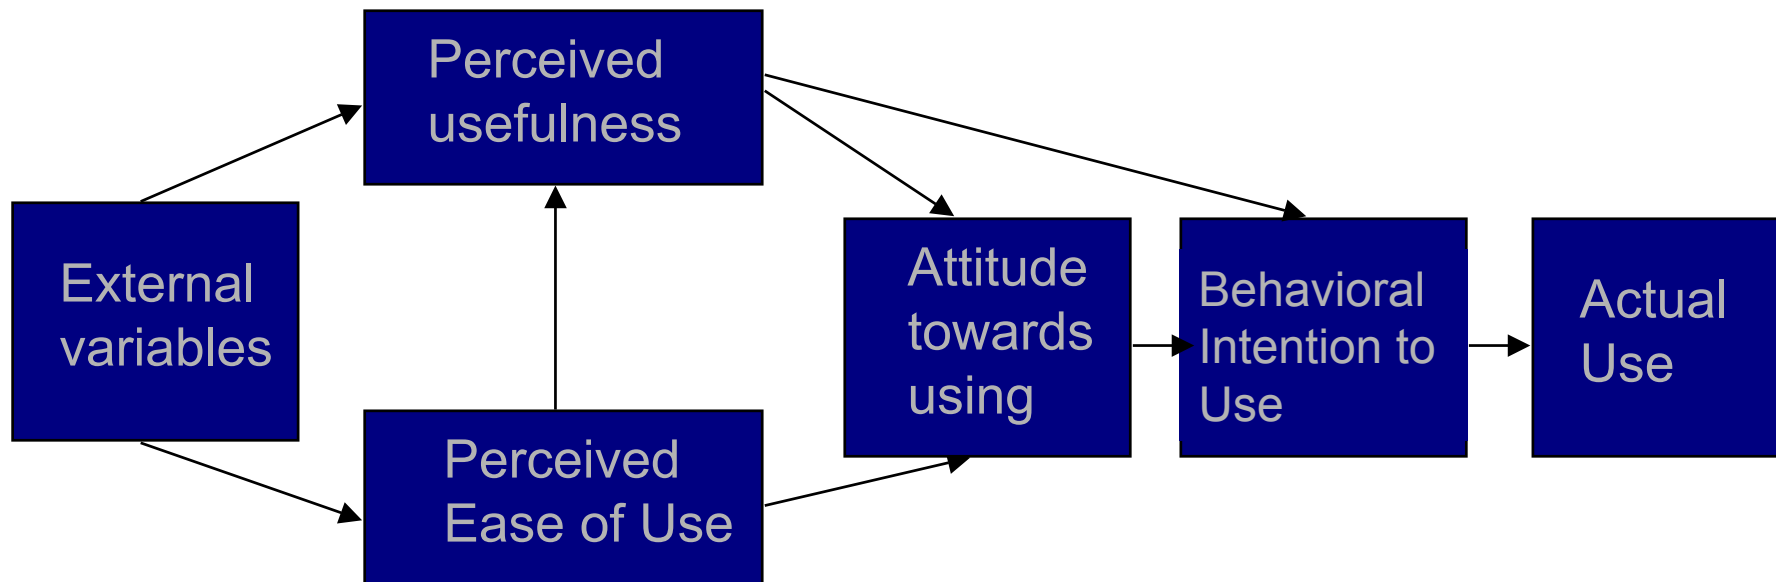 Perceived
usefulness
External
variables
Perceived
Ease of Use
Attitude
towards
using
Behavioral
Intention to
Use
Actual
Use